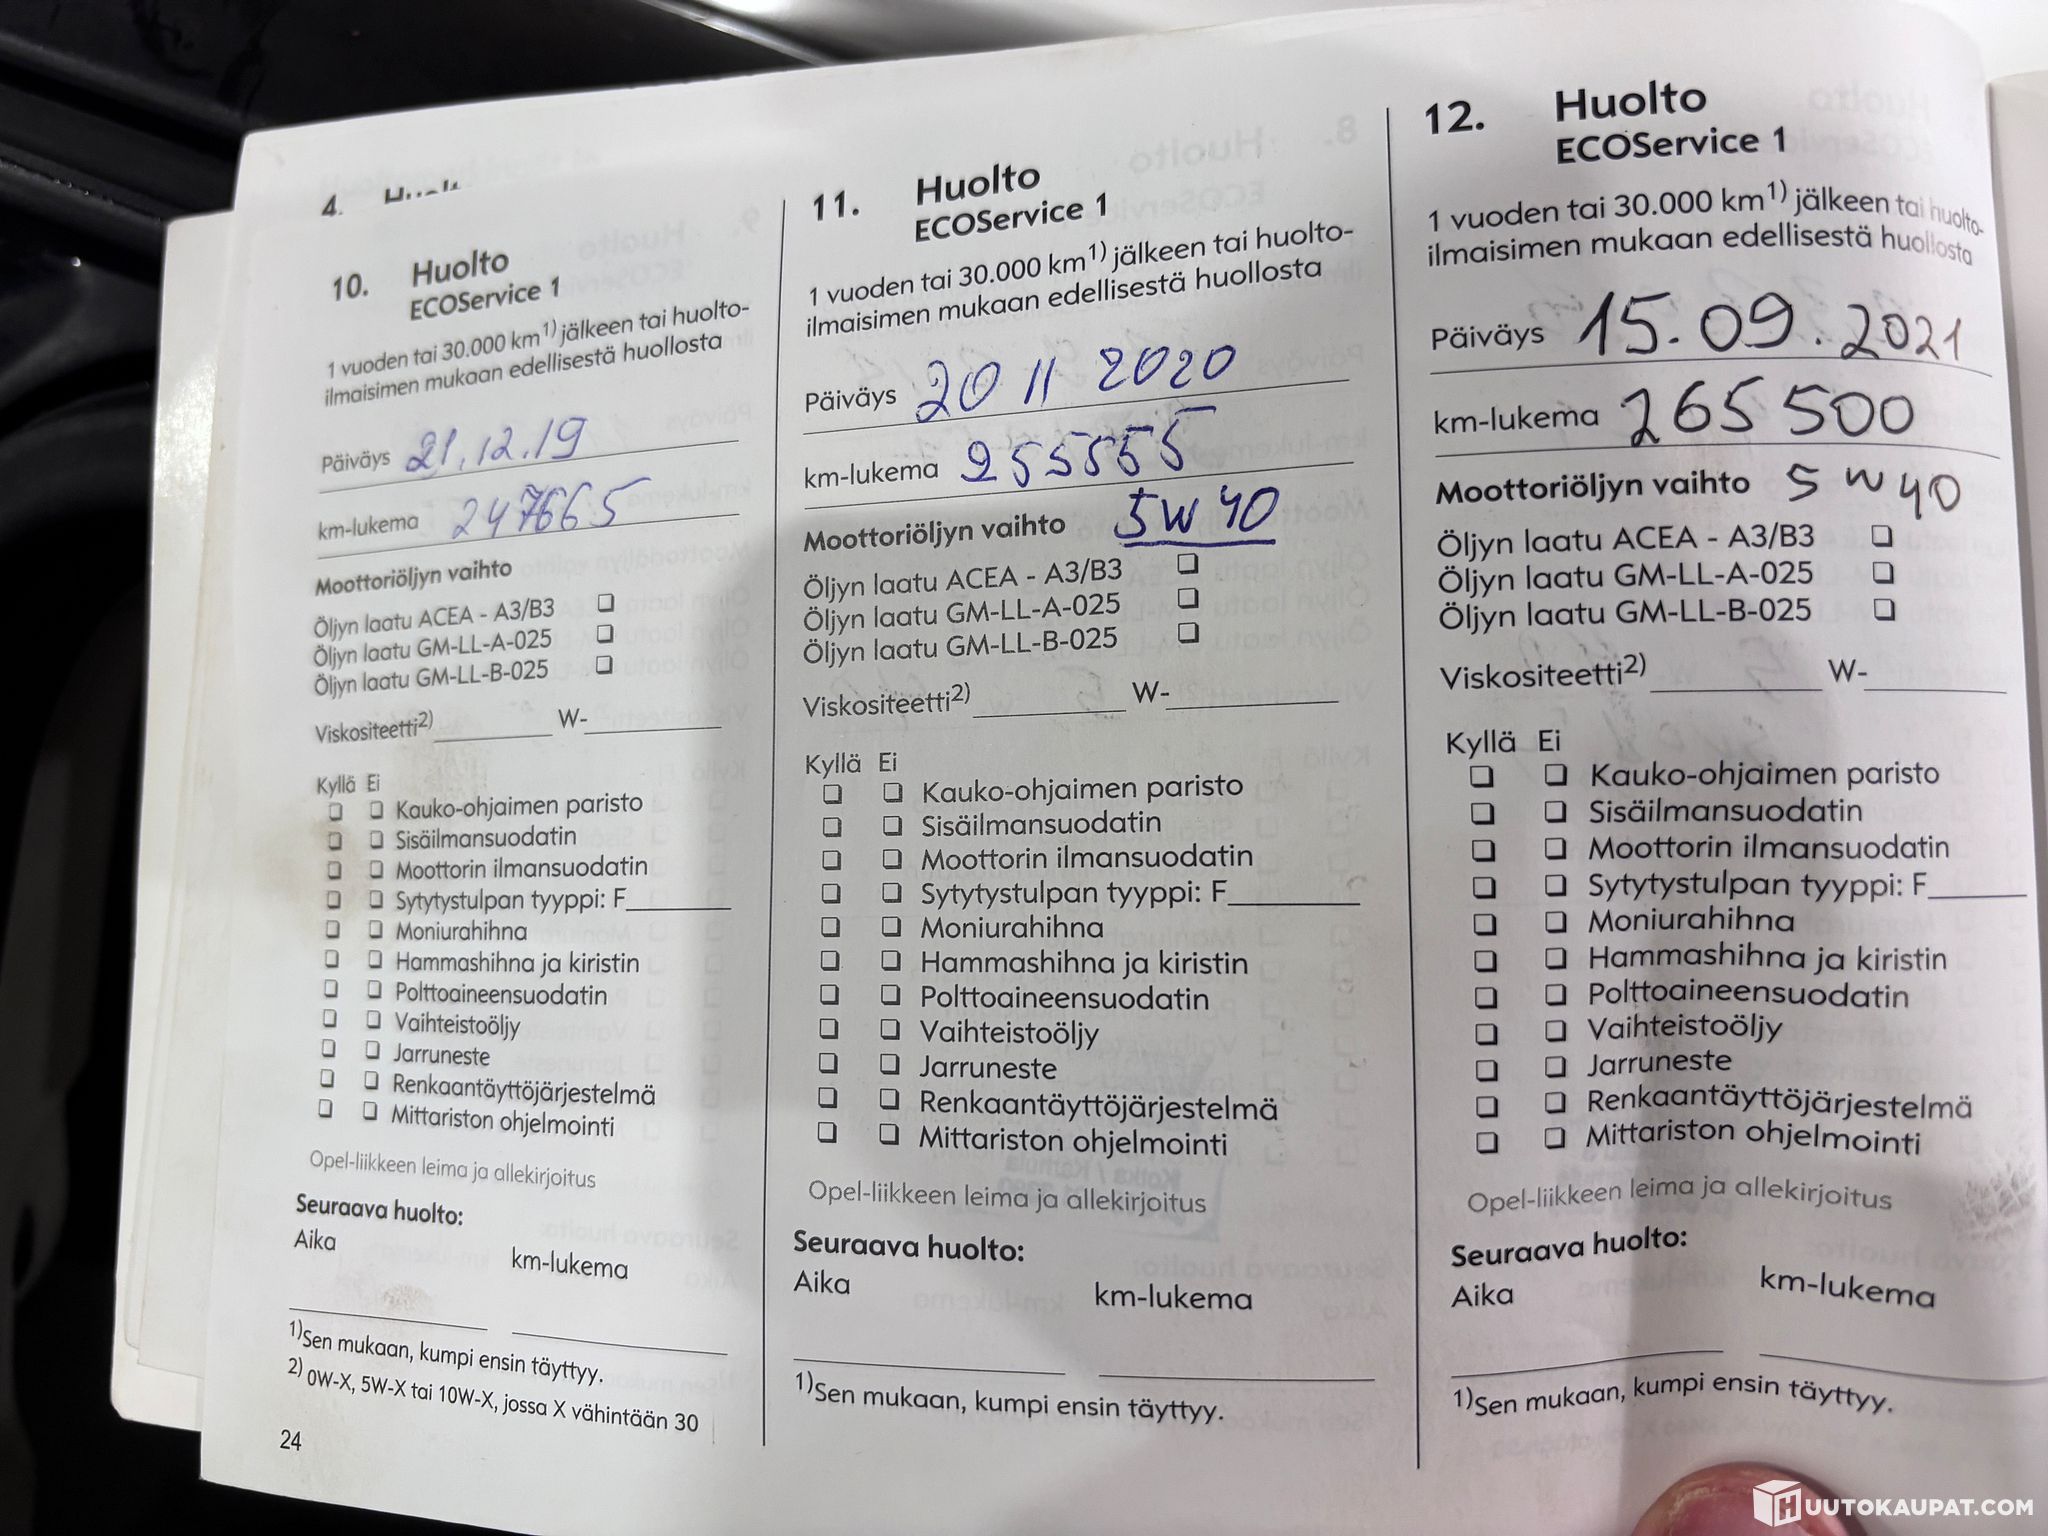 4.
10. Huolto
ECOService 1
1 vuoden tai 30.000 km1) jälkeen tai huolto-
ilmaisimen mukaan edellisestä huollosta
Päiväys 21.12.19
km-lukema 247665
Moottoriöljyn vaihto
Öljyn laatu ACEA - A3/B3 ❏
Öljyn laatu GM-LL-A-025 ❏
Öljyn laatu GM-LL-B-025 ❏
Viskositeetti2) ________ W-________
Kyllä Ei
❏ ❏ Kauko-ohjaimen paristo
❏ ❏ Sisäilmansuodatin
❏ ❏ Moottorin ilmansuodatin
❏ ❏ Sytytystulpan tyyppi: F________
❏ ❏ Moniurahihna
❏ ❏ Hammashihna ja kiristin
❏ ❏ Polttoaineensuodatin
❏ ❏ Vaihteistoöljy
❏ ❏ Jarruneste
❏ ❏ Renkaantäyttöjärjestelmä
❏ ❏ Mittariston ohjelmointi
Opel-liikkeen leima ja allekirjoitus
Seuraava huolto:
Aika km-lukema
1)Sen mukaan, kumpi ensin täyttyy.
2) 0W-X, 5W-X tai 10W-X, jossa X vähintään 30
24
11. Huolto
ECOService 1
1 vuoden tai 30.000 km1) jälkeen tai huolto-
ilmaisimen mukaan edellisestä huollosta
Päiväys 20 11 2020
km-lukema 255555
Moottoriöljyn vaihto 5W40
Öljyn laatu ACEA - A3/B3 ❏
Öljyn laatu GM-LL-A-025 ❏
Öljyn laatu GM-LL-B-025 ❏
Viskositeetti2) ________ W-________
Kyllä Ei
❏ ❏ Kauko-ohjaimen paristo
❏ ❏ Sisäilmansuodatin
❏ ❏ Moottorin ilmansuodatin
❏ ❏ Sytytystulpan tyyppi: F________
❏ ❏ Moniurahihna
❏ ❏ Hammashihna ja kiristin
❏ ❏ Polttoaineensuodatin
❏ ❏ Vaihteistoöljy
❏ ❏ Jarruneste
❏ ❏ Renkaantäyttöjärjestelmä
❏ ❏ Mittariston ohjelmointi
Opel-liikkeen leima ja allekirjoitus
Seuraava huolto:
Aika km-lukema
1)Sen mukaan, kumpi ensin täyttyy.
12. Huolto
ECOService 1
1 vuoden tai 30.000 km1) jälkeen tai huolto-
ilmaisimen mukaan edellisestä huollosta
Päiväys 15.09.2021
km-lukema 265 500
Moottoriöljyn vaihto 5W40
Öljyn laatu ACEA - A3/B3 ❏
Öljyn laatu GM-LL-A-025 ❏
Öljyn laatu GM-LL-B-025 ❏
Viskositeetti2) ________ W-________
Kyllä Ei
❏ ❏ Kauko-ohjaimen paristo
❏ ❏ Sisäilmansuodatin
❏ ❏ Moottorin ilmansuodatin
❏ ❏ Sytytystulpan tyyppi: F________
❏ ❏ Moniurahihna
❏ ❏ Hammashihna ja kiristin
❏ ❏ Polttoaineensuodatin
❏ ❏ Vaihteistoöljy
❏ ❏ Jarruneste
❏ ❏ Renkaantäyttöjärjestelmä
❏ ❏ Mittariston ohjelmointi
Opel-liikkeen leima ja allekirjoitus
Seuraava huolto:
Aika km-lukema
1)Sen mukaan, kumpi ensin täyttyy.
HUUTOKAUPAT.COM